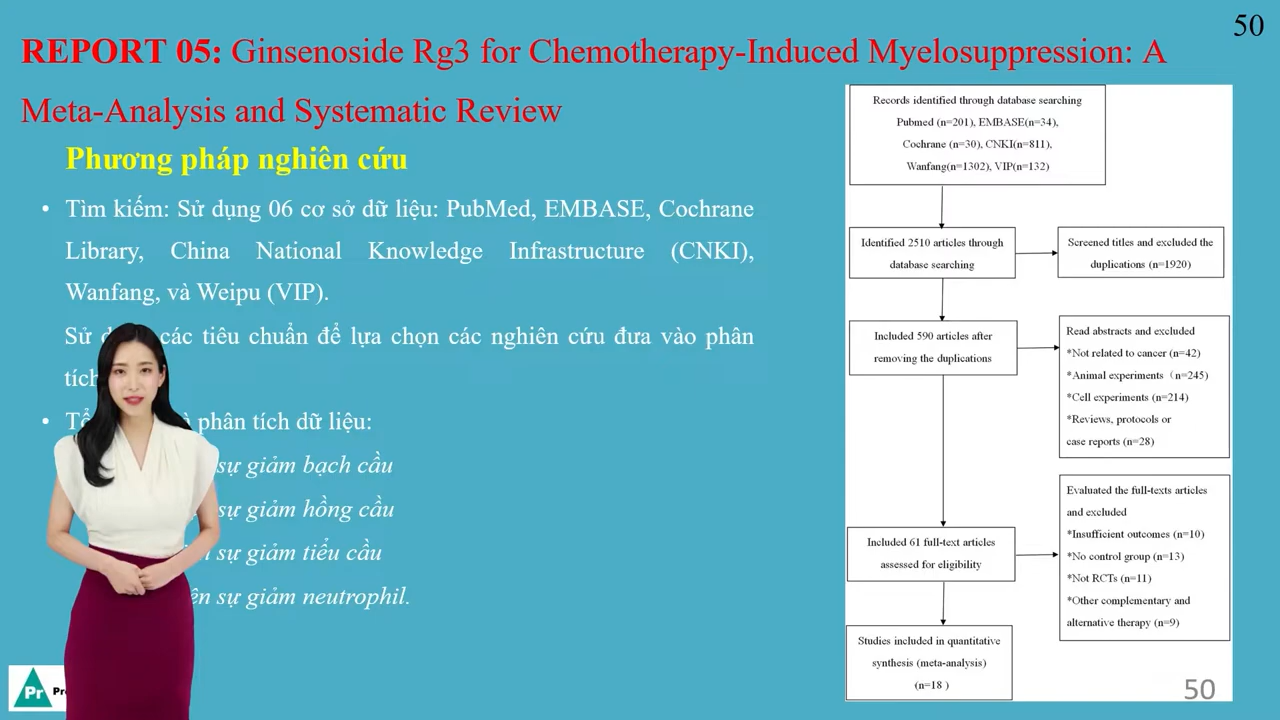 50
REPORT 05: Ginsenoside Rg3 for Chemotherapy-Induced Myelosuppression: A
Meta-Analysis and Systematic Review
Phương pháp nghiên cứu
• Tìm kiếm: Sử dụng 06 cơ sở dữ liệu: PubMed, EMBASE, Cochrane
Library, China National Knowledge Infrastructure (CNKI),
Wanfang, và Weipu (VIP).
Sử các tiêu chuẩn để lựa chọn các nghiên cứu đưa vào phân
tích
• phân tích dữ liệu:
sự giảm bạch cầu
sự giảm hồng cầu
sự giảm tiểu cầu
sự giảm neutrophil.
Records identified through database searching
Pubmed (n=201), EMBASE(n=34),
Cochrane (n=30), CNKI(n=811),
Wanfang(n=1302), VIP(n=132)
Identified 2510 articles through
database searching
Screened titles and excluded the
duplications (n=1920)
Included 590 articles after
removing the duplications
Read abstracts and excluded
*Not related to cancer (n=42)
*Animal experiments (n=245)
*Cell experiments (n=214)
*Reviews, protocols or
case reports (n=28)
Included 61 full-text articles
assessed for eligibility
Evaluated the full-texts articles
and excluded
*Insufficient outcomes (n=10)
*No control group (n=13)
*Not RCTs (n=11)
*Other complementary and
alternative therapy (n=9)
Studies included in quantitative
synthesis (meta-analysis)
(n=18 )
Pr
50